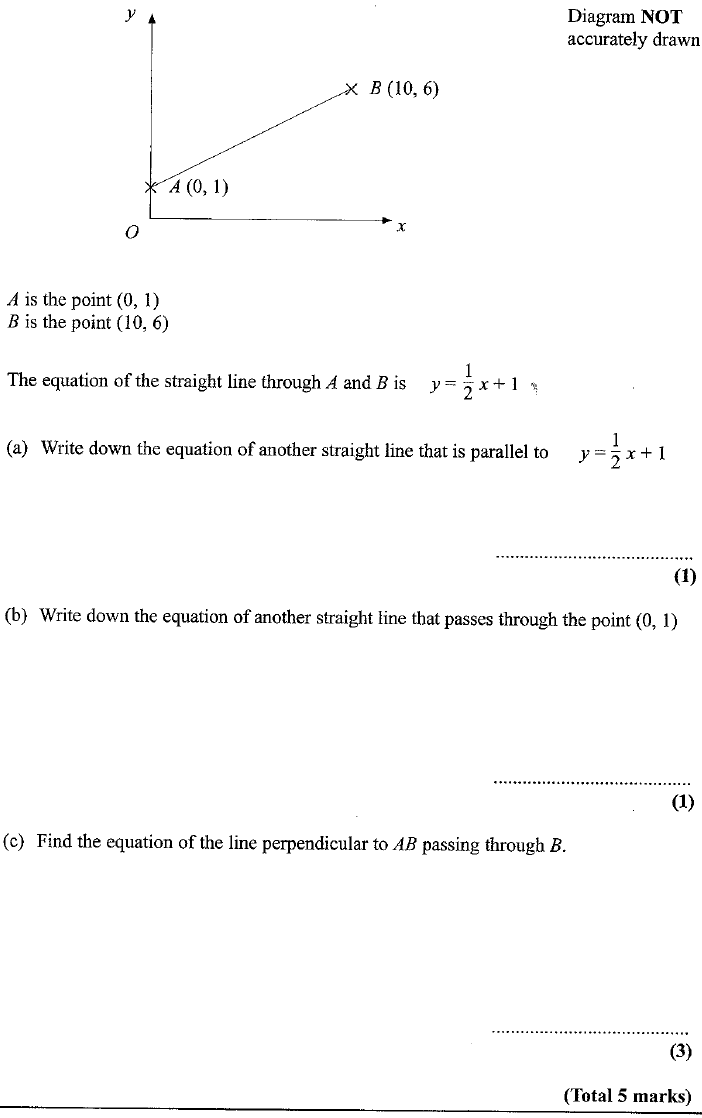 y
Diagram NOT
accurately drawn
B (10, 6)
A (0, 1)
O
x
A is the point (0, 1)
B is the point (10, 6)
The equation of the straight line through A and B is y = 1/2 x + 1
(a) Write down the equation of another straight line that is parallel to y = 1/2 x + 1
.......................................
(1)
(b) Write down the equation of another straight line that passes through the point (0, 1)
.......................................
(1)
(c) Find the equation of the line perpendicular to AB passing through B.
.......................................
(3)
(Total 5 marks)